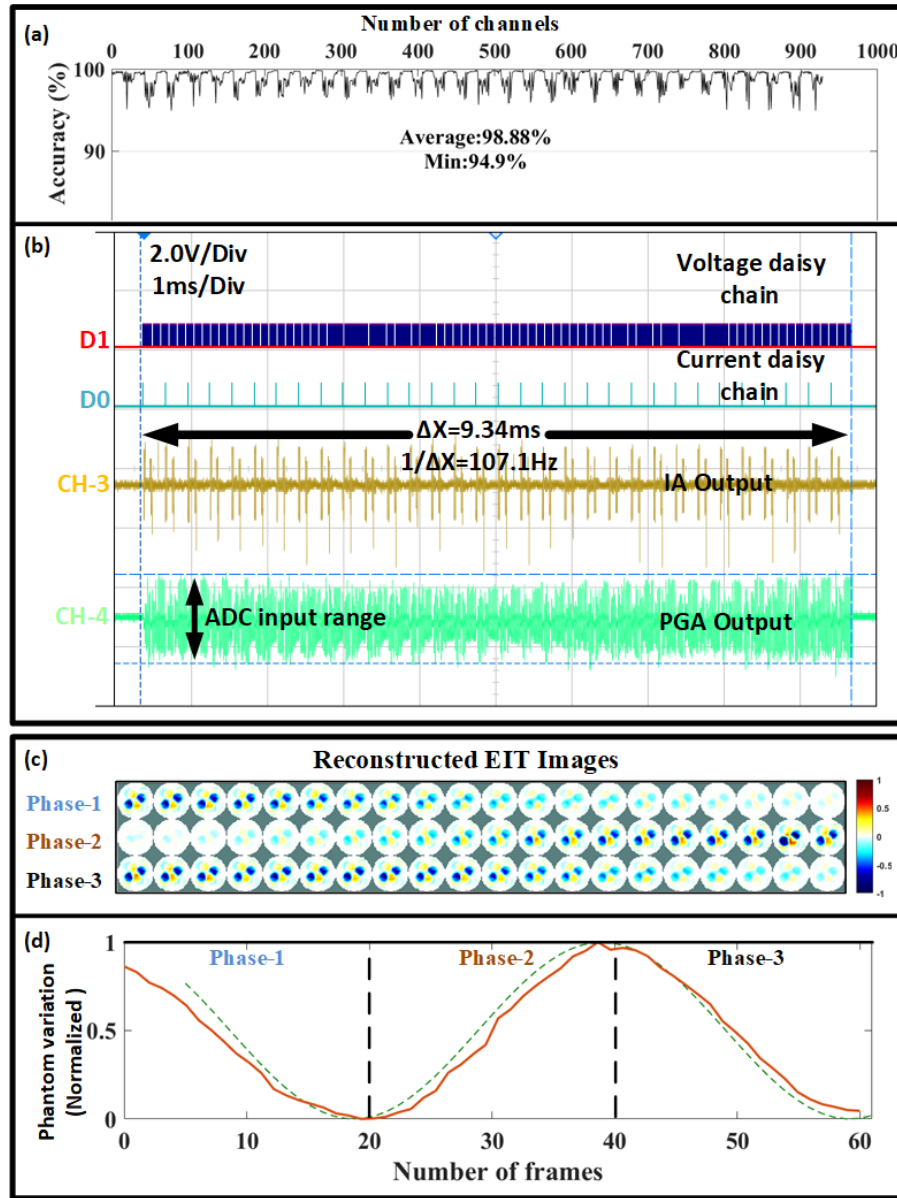 (a)
Number of channels
0 100 200 300 400 500 600 700 800 900 1000
Accuracy (%)
100
90
Average:98.88%
Min:94.9%
(b)
2.0V/Div
1ms/Div
Voltage daisy
chain
D1
Current daisy
chain
D0
ΔX=9.34ms
1/ΔX=107.1Hz
CH-3
IA Output
CH-4
ADC input range
PGA Output
(c)
Reconstructed EIT Images
Phase-1
Phase-2
Phase-3
1
0.5
0
-0.5
-1
(d)
Phantom variation
(Normalized )
1
0.5
0
Phase-1
Phase-2
Phase-3
0 10 20 30 40 50 60
Number of frames